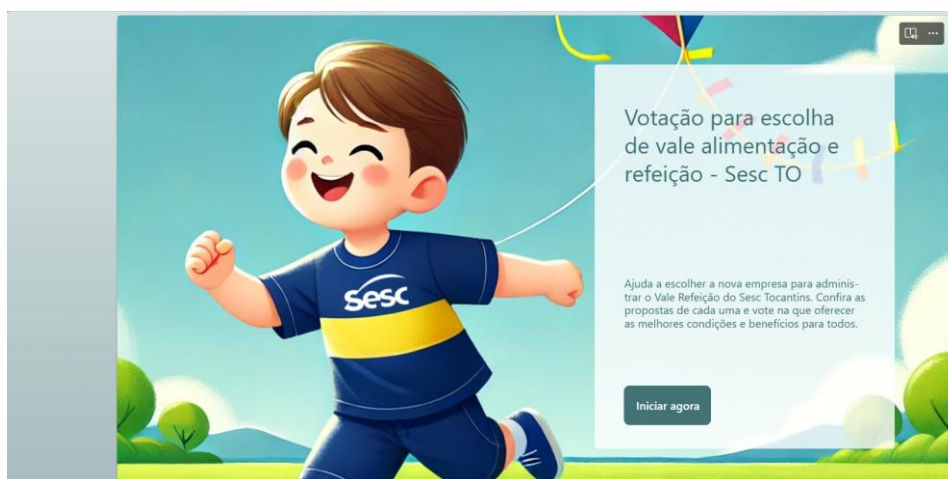 Votação para escolha
de vale alimentação e
refeição - Sesc TO
Ajuda a escolher a nova empresa para adminis-
trar o Vale Refeição do Sesc Tocantins. Confira as
propostas de cada uma e vote na que oferecer
as melhores condições e benefícios para todos.
Sesc
Iniciar agora